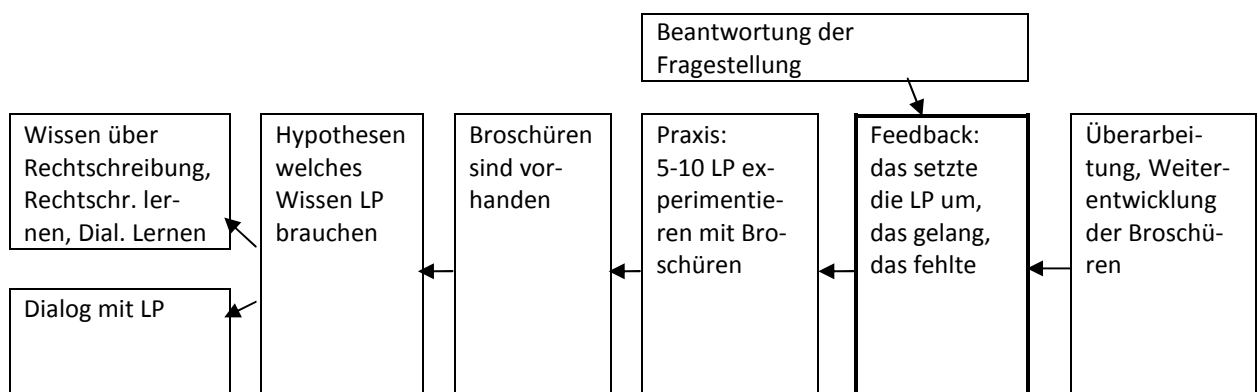 Beantwortung der
Fragestellung
Wissen über
Rechtschreibung,
Rechtschr. ler-
nen, Dial. Lernen
Dialog mit LP
Hypothesen
welches
Wissen LP
brauchen
Broschüren
sind vor-
handen
Praxis:
5-10 LP ex-
perimentie-
ren mit Bro-
schüren
Feedback:
das setzte
die LP um,
das gelang,
das fehlte
Überarbei-
tung, Weiter-
entwicklung
der Broschü-
ren